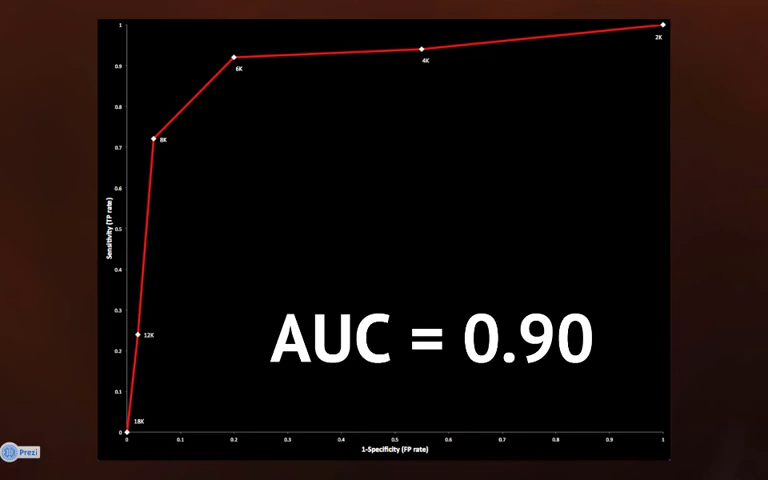 1
2K
4K
0.9
6K
0.8
8K
0.7
0.6
Sensitivity (TP rate)
0.5
0.4
0.3
12K
AUC = 0.90
0.2
0.1
18K
0
0 0.1 0.2 0.3 0.4 0.5 0.6 0.7 0.8 0.9 1
1-Specificity (FP rate)
Prezi